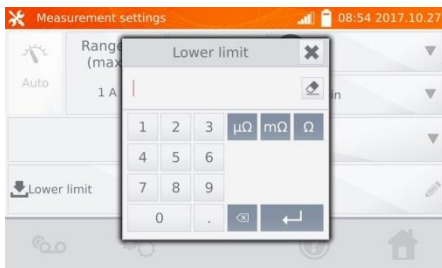 Measurement settings 08:54 2017.10.27
Range
(max
Auto
1 A
in
Lower limit
Lower limit
1 2 3 µΩ mΩ Ω
4 5 6
7 8 9
0 .